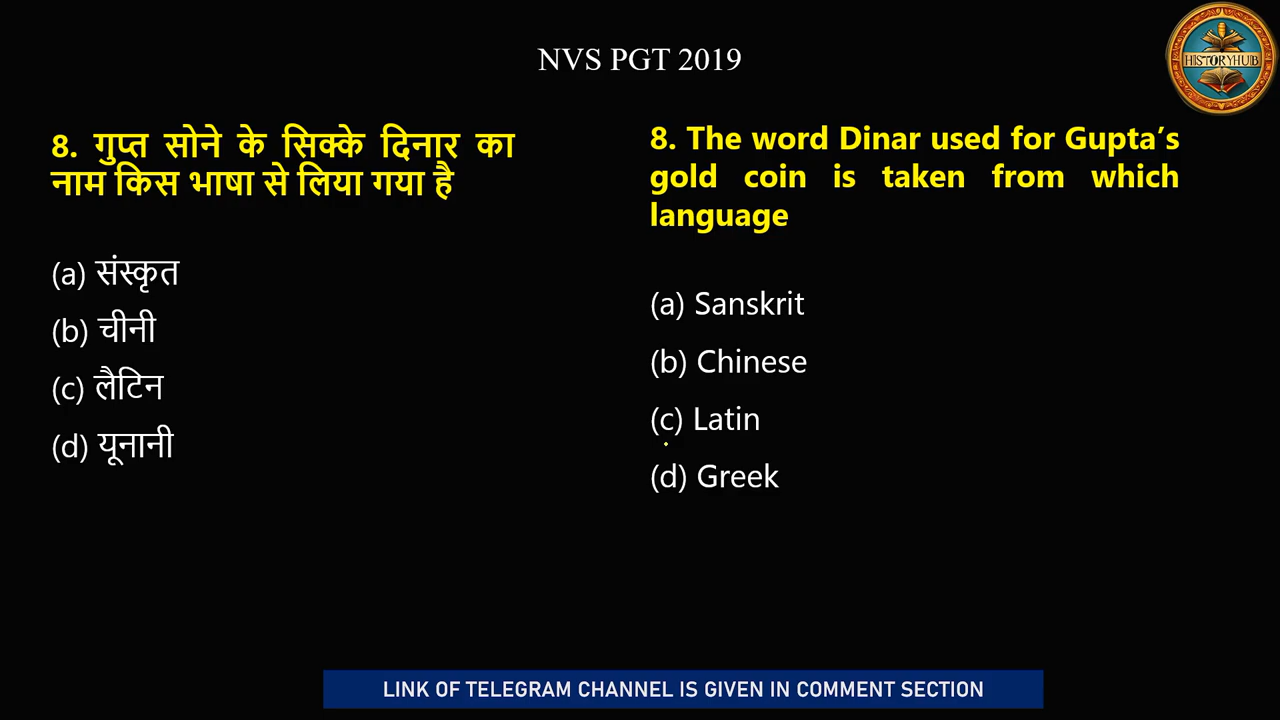 NVS PGT 2019
HISTORYHUB
8. गुप्त सोने के सिक्के दिनार का
नाम किस भाषा से लिया गया है
(a) संस्कृत
(b) चीनी
(c) लैटिन
(d) यूनानी
8. The word Dinar used for Gupta’s
gold coin is taken from which
language
(a) Sanskrit
(b) Chinese
(c) Latin
(d) Greek
LINK OF TELEGRAM CHANNEL IS GIVEN IN COMMENT SECTION